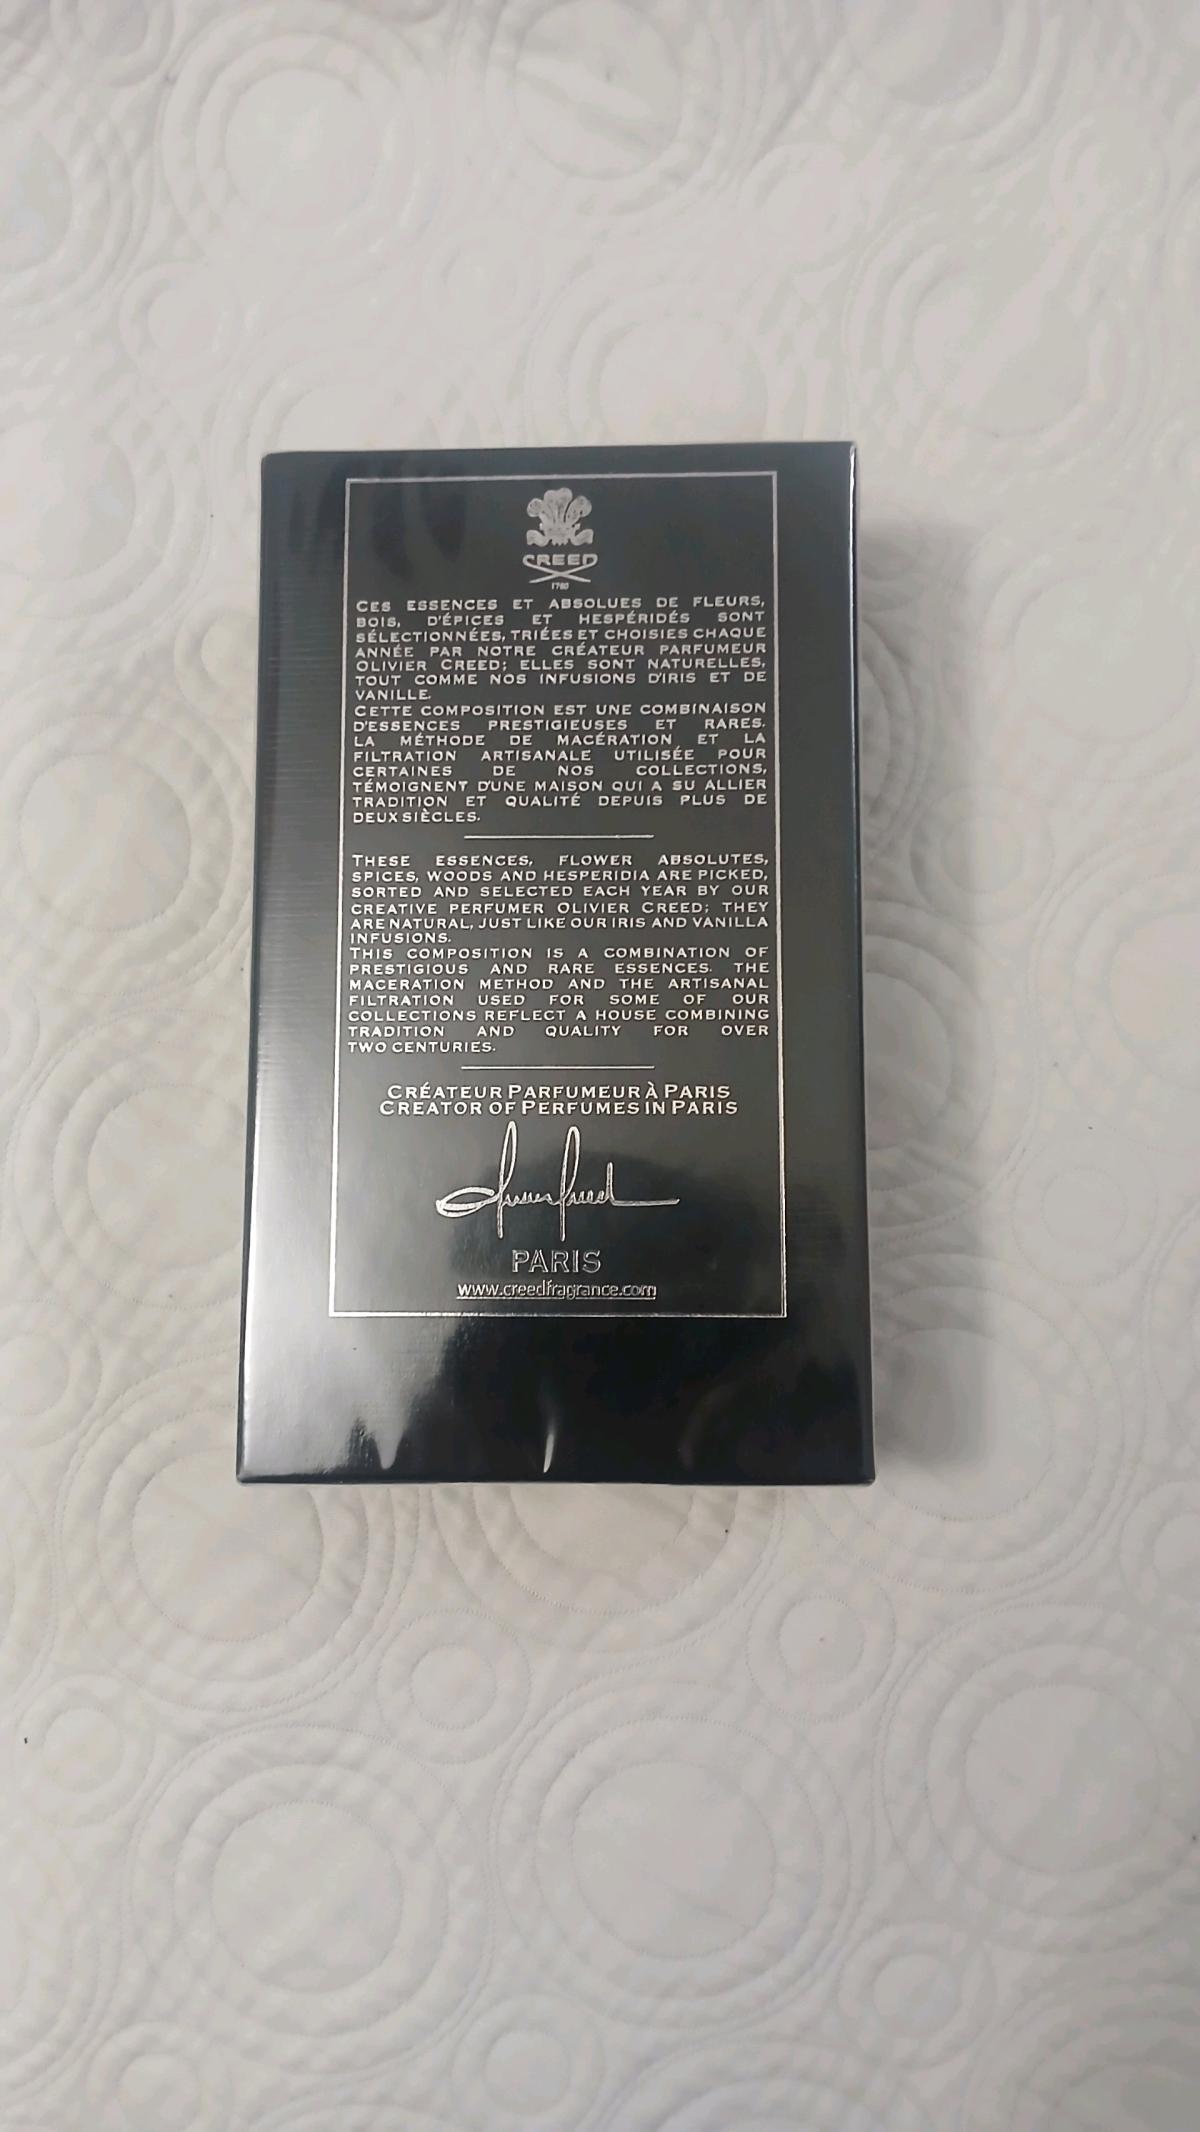 CREED
1760
CES ESSENCES ET ABSOLUES DE FLEURS,
BOIS, D'ÉPICES ET HESPÉRIDÉS SONT
SÉLECTIONNÉES, TRIÉES ET CHOISIES CHAQUE
ANNÉE PAR NOTRE CRÉATEUR PARFUMEUR
OLIVIER CREED; ELLES SONT NATURELLES,
TOUT COMME NOS INFUSIONS D'IRIS ET DE
VANILLE.
CETTE COMPOSITION EST UNE COMBINAISON
D'ESSENCES PRESTIGIEUSES ET RARES.
LA MÉTHODE DE MACÉRATION ET LA
FILTRATION ARTISANALE UTILISÉE POUR
CERTAINES DE NOS COLLECTIONS,
TÉMOIGNENT D'UNE MAISON QUI A SU ALLIER
TRADITION ET QUALITÉ DEPUIS PLUS DE
DEUX SIÈCLES.
THESE ESSENCES, FLOWER ABSOLUTES,
SPICES, WOODS AND HESPERIDIA ARE PICKED,
SORTED AND SELECTED EACH YEAR BY OUR
CREATIVE PERFUMER OLIVIER CREED; THEY
ARE NATURAL, JUST LIKE OUR IRIS AND VANILLA
INFUSIONS.
THIS COMPOSITION IS A COMBINATION OF
PRESTIGIOUS AND RARE ESSENCES. THE
MACERATION METHOD AND THE ARTISANAL
FILTRATION USED FOR SOME OF OUR
COLLECTIONS REFLECT A HOUSE COMBINING
TRADITION AND QUALITY FOR OVER
TWO CENTURIES.
CRÉATEUR PARFUMEUR À PARIS
CREATOR OF PERFUMES IN PARIS
Olivier Creed
PARIS
www.creedfragrance.com